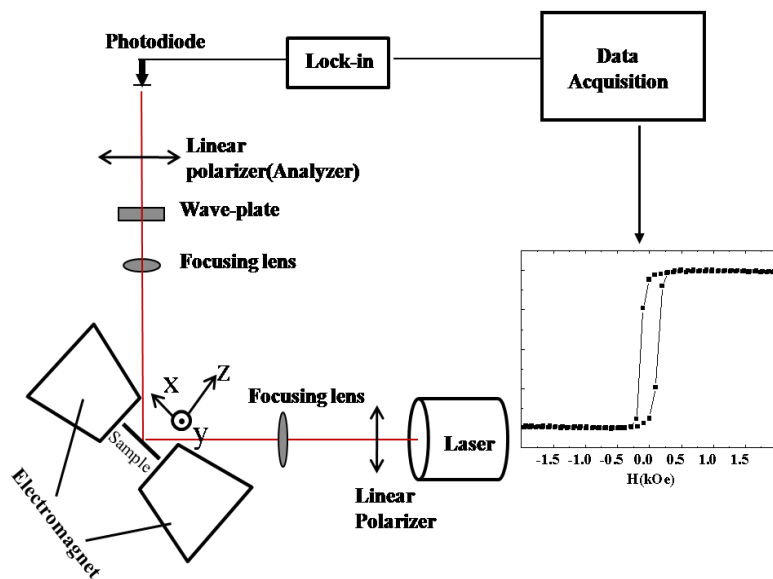 Photodiode
Lock-in
Data
Acquisition
Linear
polarizer(Analyzer)
Wave-plate
Focusing lens
X
Z
y
Focusing lens
Sample
Laser
Linear
Polarizer
Electromagnet
-1.5 -1.0 -0.5 0.0 0.5 1.0 1.5
H(kOe)